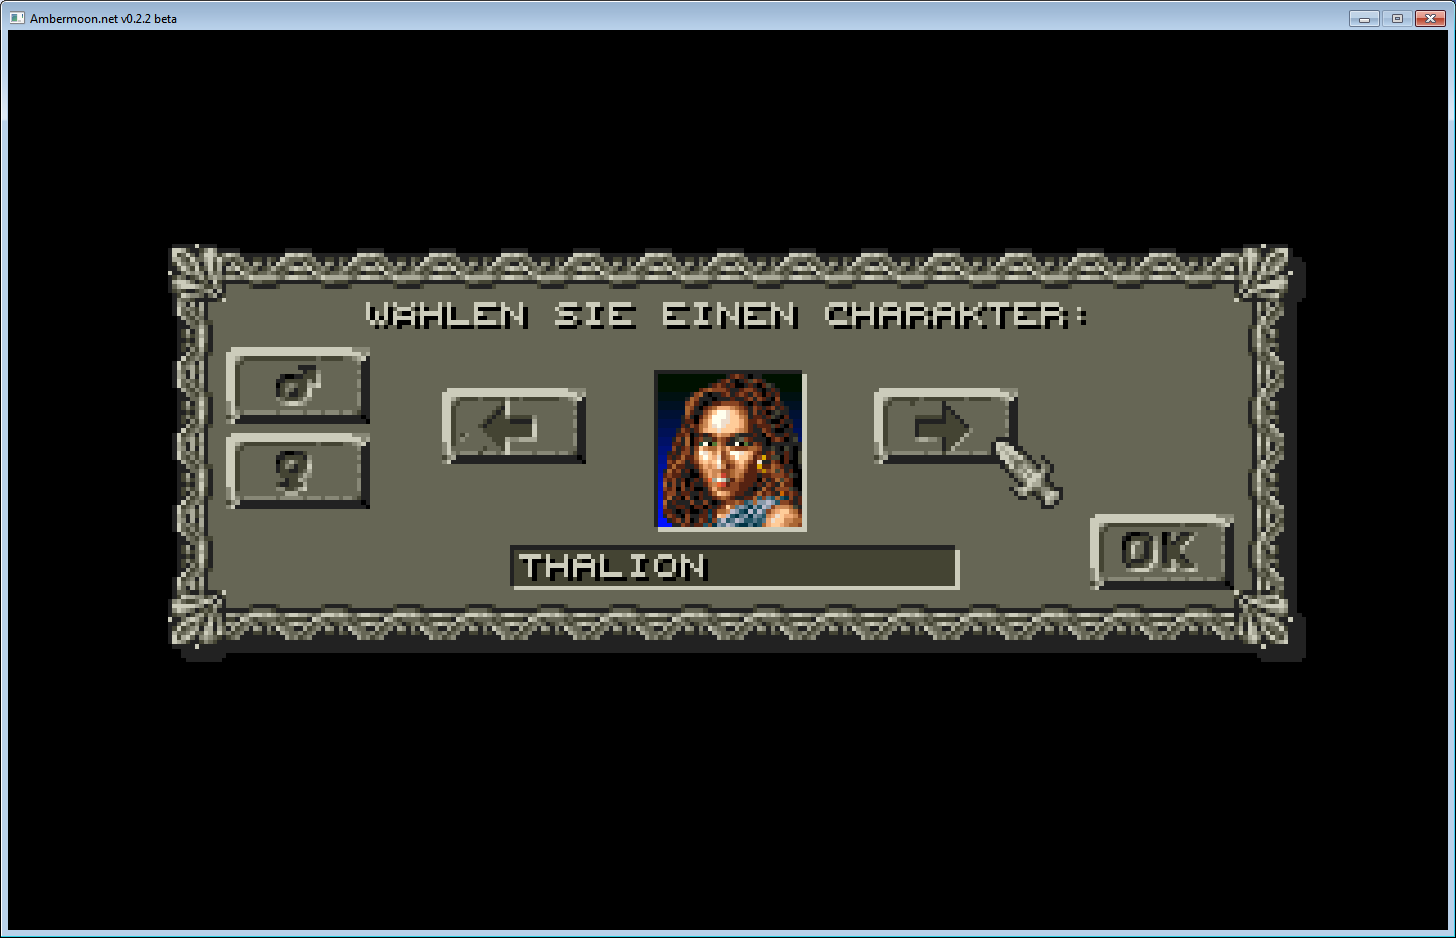 Ambermoon.net v0.2.2 beta
WÄHLEN SIE EINEN CHARAKTER:
THALION
OK